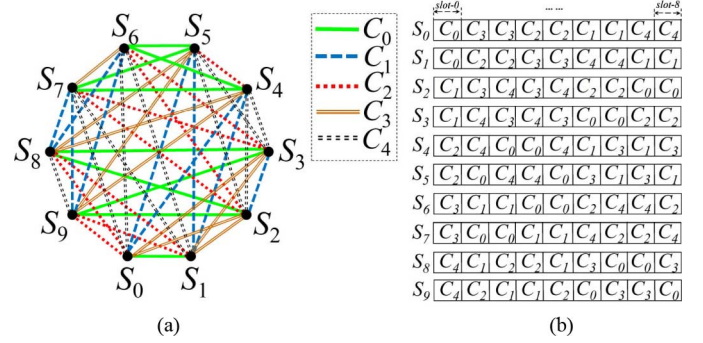 (a)
S6 S5
S7 S4
S8 S3
S9 S2
S0 S1
C0
C1
C2
C3
C4
slot-0 ...... slot-8
S0 C0 C3 C3 C2 C2 C1 C1 C4 C4
S1 C0 C2 C2 C3 C3 C4 C4 C1 C1
S2 C1 C3 C4 C3 C4 C2 C2 C0 C0
S3 C1 C4 C3 C4 C3 C0 C0 C2 C2
S4 C2 C4 C0 C0 C4 C1 C3 C1 C3
S5 C2 C0 C4 C4 C0 C3 C1 C3 C1
S6 C3 C1 C1 C0 C0 C2 C4 C4 C2
S7 C3 C0 C0 C1 C1 C4 C2 C2 C4
S8 C4 C1 C2 C2 C1 C3 C0 C0 C3
S9 C4 C2 C1 C1 C2 C0 C3 C3 C0
(a) (b)